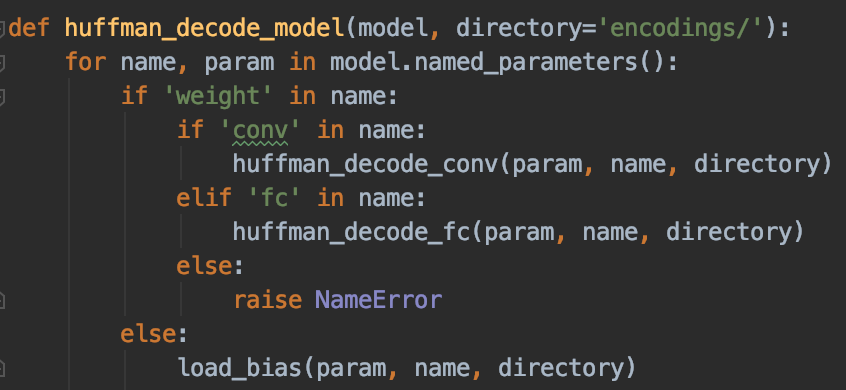 def huffman_decode_model(model, directory='encodings/'):
    for name, param in model.named_parameters():
        if 'weight' in name:
            if 'conv' in name:
                huffman_decode_conv(param, name, directory)
            elif 'fc' in name:
                huffman_decode_fc(param, name, directory)
            else:
                raise NameError
        else:
            load_bias(param, name, directory)